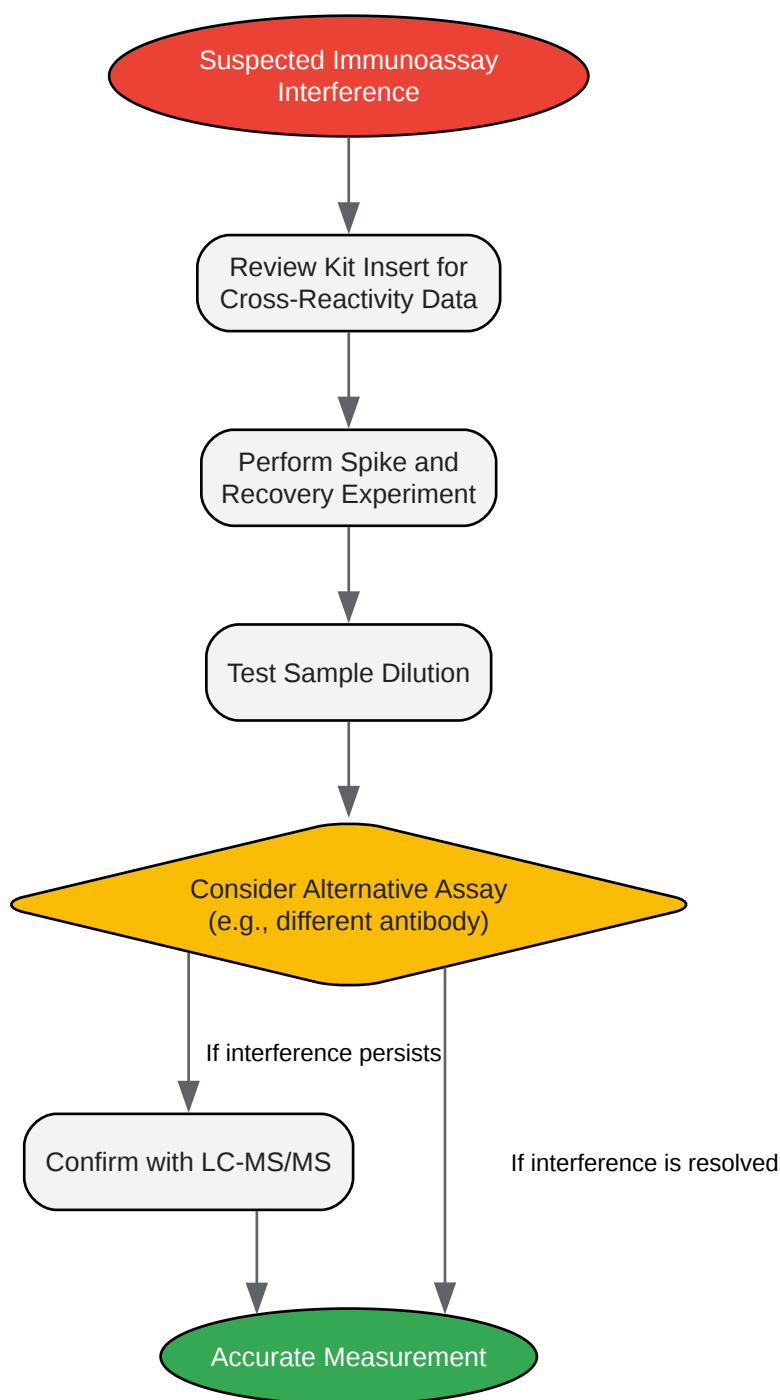 Suspected Immunoassay
Interference
Review Kit Insert for
Cross-Reactivity Data
Perform Spike and
Recovery Experiment
Test Sample Dilution
Consider Alternative Assay
(e.g., different antibody)
If interference persists
Confirm with LC-MS/MS
If interference is resolved
Accurate Measurement